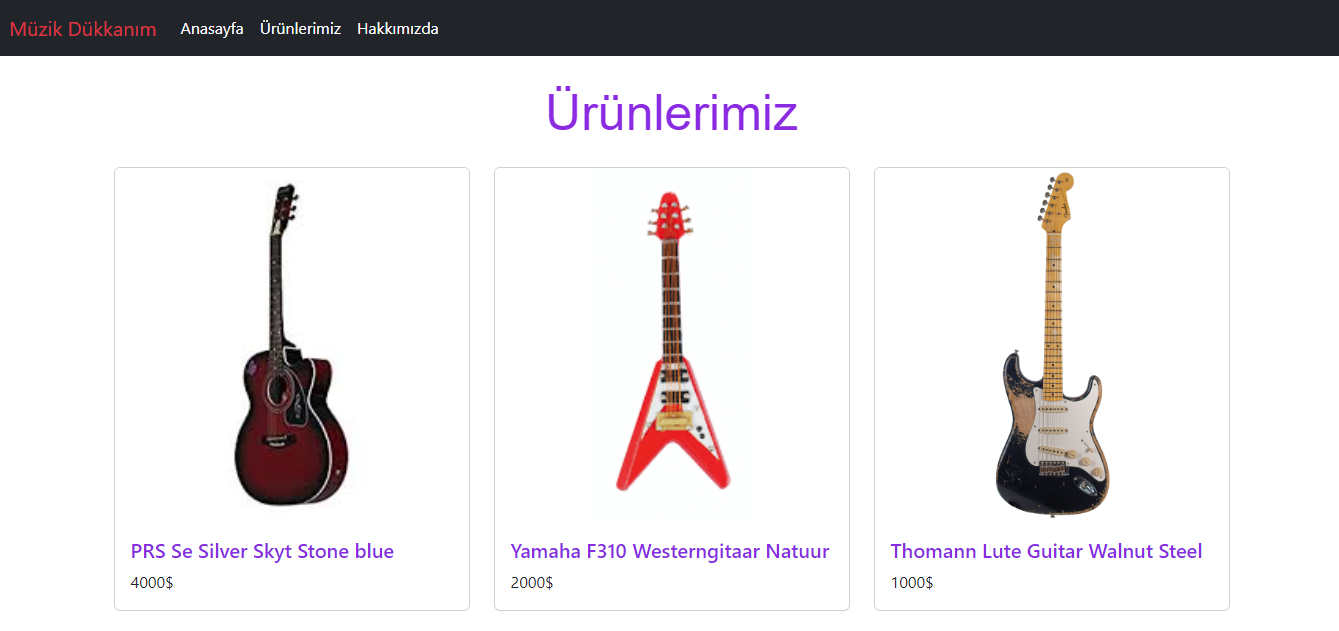 Müzik Dükkanım Anasayfa Ürünlerimiz Hakkımızda
Ürünlerimiz
PRS Se Silver Skyt Stone blue
4000$
Yamaha F310 Westerngitaar Natuur
2000$
Thomann Lute Guitar Walnut Steel
1000$